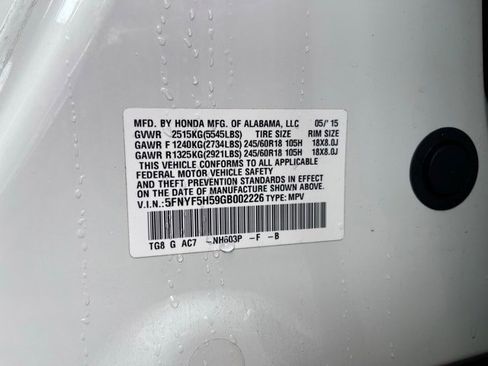 MFD. BY HONDA MFG. OF ALABAMA, LLC 05/'15
GVWR 2515KG(5545LBS) TIRE SIZE RIM SIZE
GAWR F1240KG(2734LBS) 245/60R18 105H 18X8.0J
GAWR R1325KG(2921LBS) 245/60R18 105H 18X8.0J
THIS VEHICLE CONFORMS TO ALL APPLICABLE
FEDERAL MOTOR VEHICLE SAFETY
AND THEFT PREVENTION STANDARDS IN EFFECT ON
THE DATE OF MANUFACTURE SHOWN ABOVE.
V.I.N.:5FNYF5H59GB002226 TYPE: MPV
TG8 G AC7 -NH603P -F -B